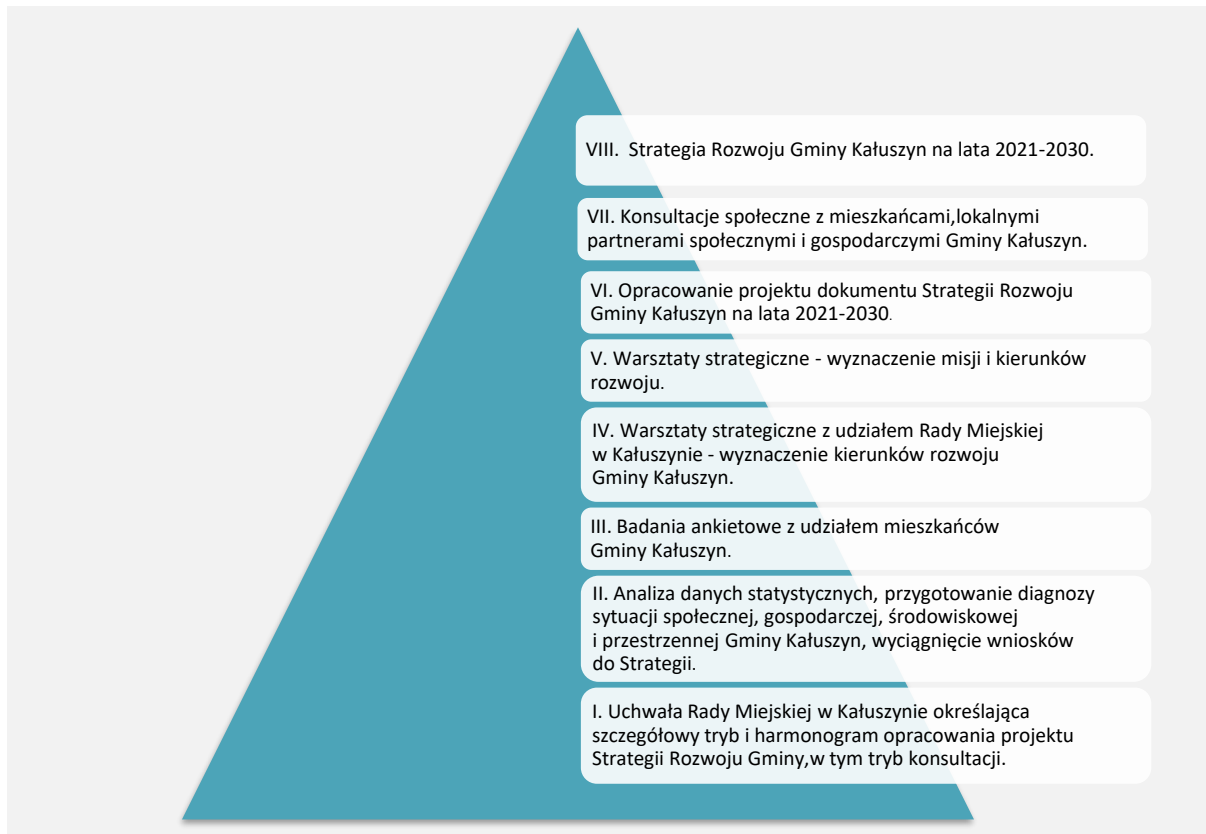 VIII. Strategia Rozwoju Gminy Kałuszyn na lata 2021-2030.
VII. Konsultacje społeczne z mieszkańcami,lokalnymi
partnerami społecznymi i gospodarczymi Gminy Kałuszyn.
VI. Opracowanie projektu dokumentu Strategii Rozwoju
Gminy Kałuszyn na lata 2021-2030.
V. Warsztaty strategiczne - wyznaczenie misji i kierunków
rozwoju.
IV. Warsztaty strategiczne z udziałem Rady Miejskiej
w Kałuszynie - wyznaczenie kierunków rozwoju
Gminy Kałuszyn.
III. Badania ankietowe z udziałem mieszkańców
Gminy Kałuszyn.
II. Analiza danych statystycznych, przygotowanie diagnozy
sytuacji społecznej, gospodarczej, środowiskowej
i przestrzennej Gminy Kałuszyn, wyciągnięcie wniosków
do Strategii.
I. Uchwała Rady Miejskiej w Kałuszynie określająca
szczegółowy tryb i harmonogram opracowania projektu
Strategii Rozwoju Gminy,w tym tryb konsultacji.